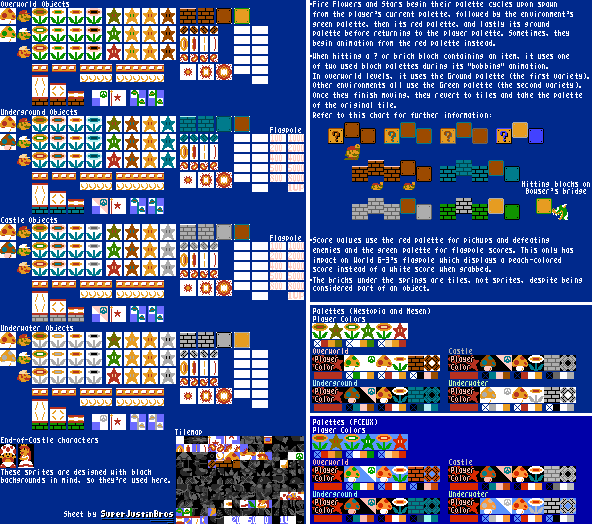 Overworld Objects
Underground Objects
Flagpole
Castle Objects
Flagpole
Underwater Objects
End-of-Castle characters
These sprites are designed with black
backgrounds in mind, so they're used here.
Tilemap
Sheet by SuperJustinBros
•Fire Flowers and Stars begin their palette cycles upon spawn
from the player's current palette, followed by the environment's
green palette, then its red palette, and lastly its ground
palette before returning to the player palette. Sometimes, they
begin animation from the red palette instead.
•When hitting a ? or brick block containing an item, it uses one
of two used block palettes during its "bobbing" animation.
In overworld levels, it uses the Ground palette (the first variety).
Other environments all use the Green palette (the second variety).
Once they finish moving, they revert to tiles and take the palette
of the original tile.
Refer to this chart for further information:
Hitting blocks on
Bowser's bridge
•Score values use the red palette for pickups and defeating
enemies and the green palette for flagpole scores. This only has
impact on World 6-3's flagpole which displays a peach-colored
score instead of a white score when grabbed.
•The bricks under the springs are tiles, not sprites, despite being
considered part of an object.
Palettes (Nestopia and Mesen)
Player Colors
Overworld
Player
Color
Castle
Player
Color
Underground
Player
Color
Underwater
Player
Color
Palettes (FCEUX)
Player Colors
Overworld
Player
Color
Castle
Player
Color
Underground
Player
Color
Underwater
Player
Color